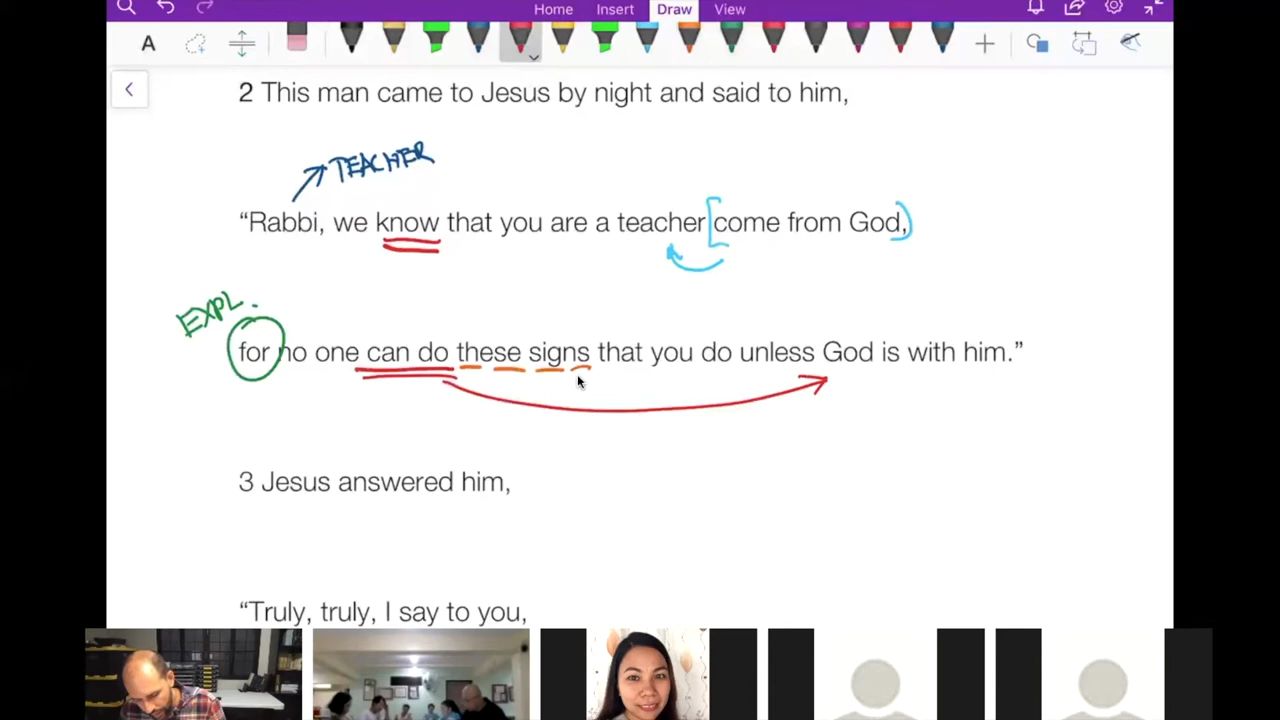 Home Insert Draw View
A
2 This man came to Jesus by night and said to him,
TEACHER
“Rabbi, we know that you are a teacher [come from God,)
EXPL.
for no one can do these signs that you do unless God is with him.”
3 Jesus answered him,
“Truly, truly, I say to you,